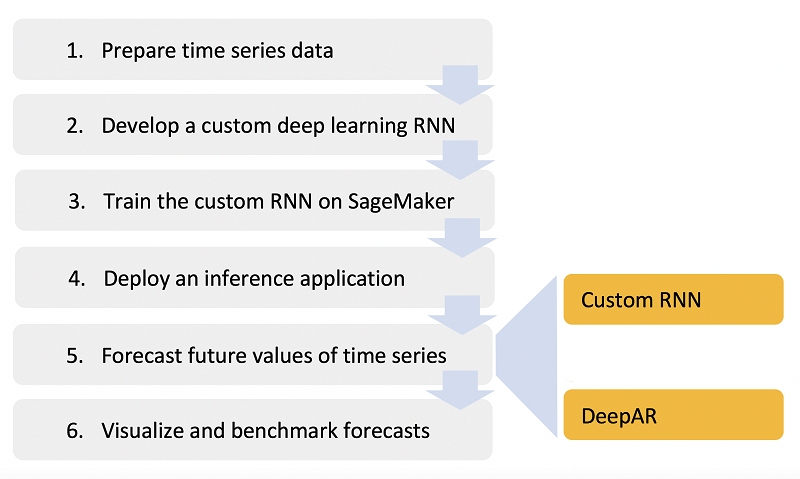 1. Prepare time series data
2. Develop a custom deep learning RNN
3. Train the custom RNN on SageMaker
4. Deploy an inference application
5. Forecast future values of time series
6. Visualize and benchmark forecasts
Custom RNN
DeepAR